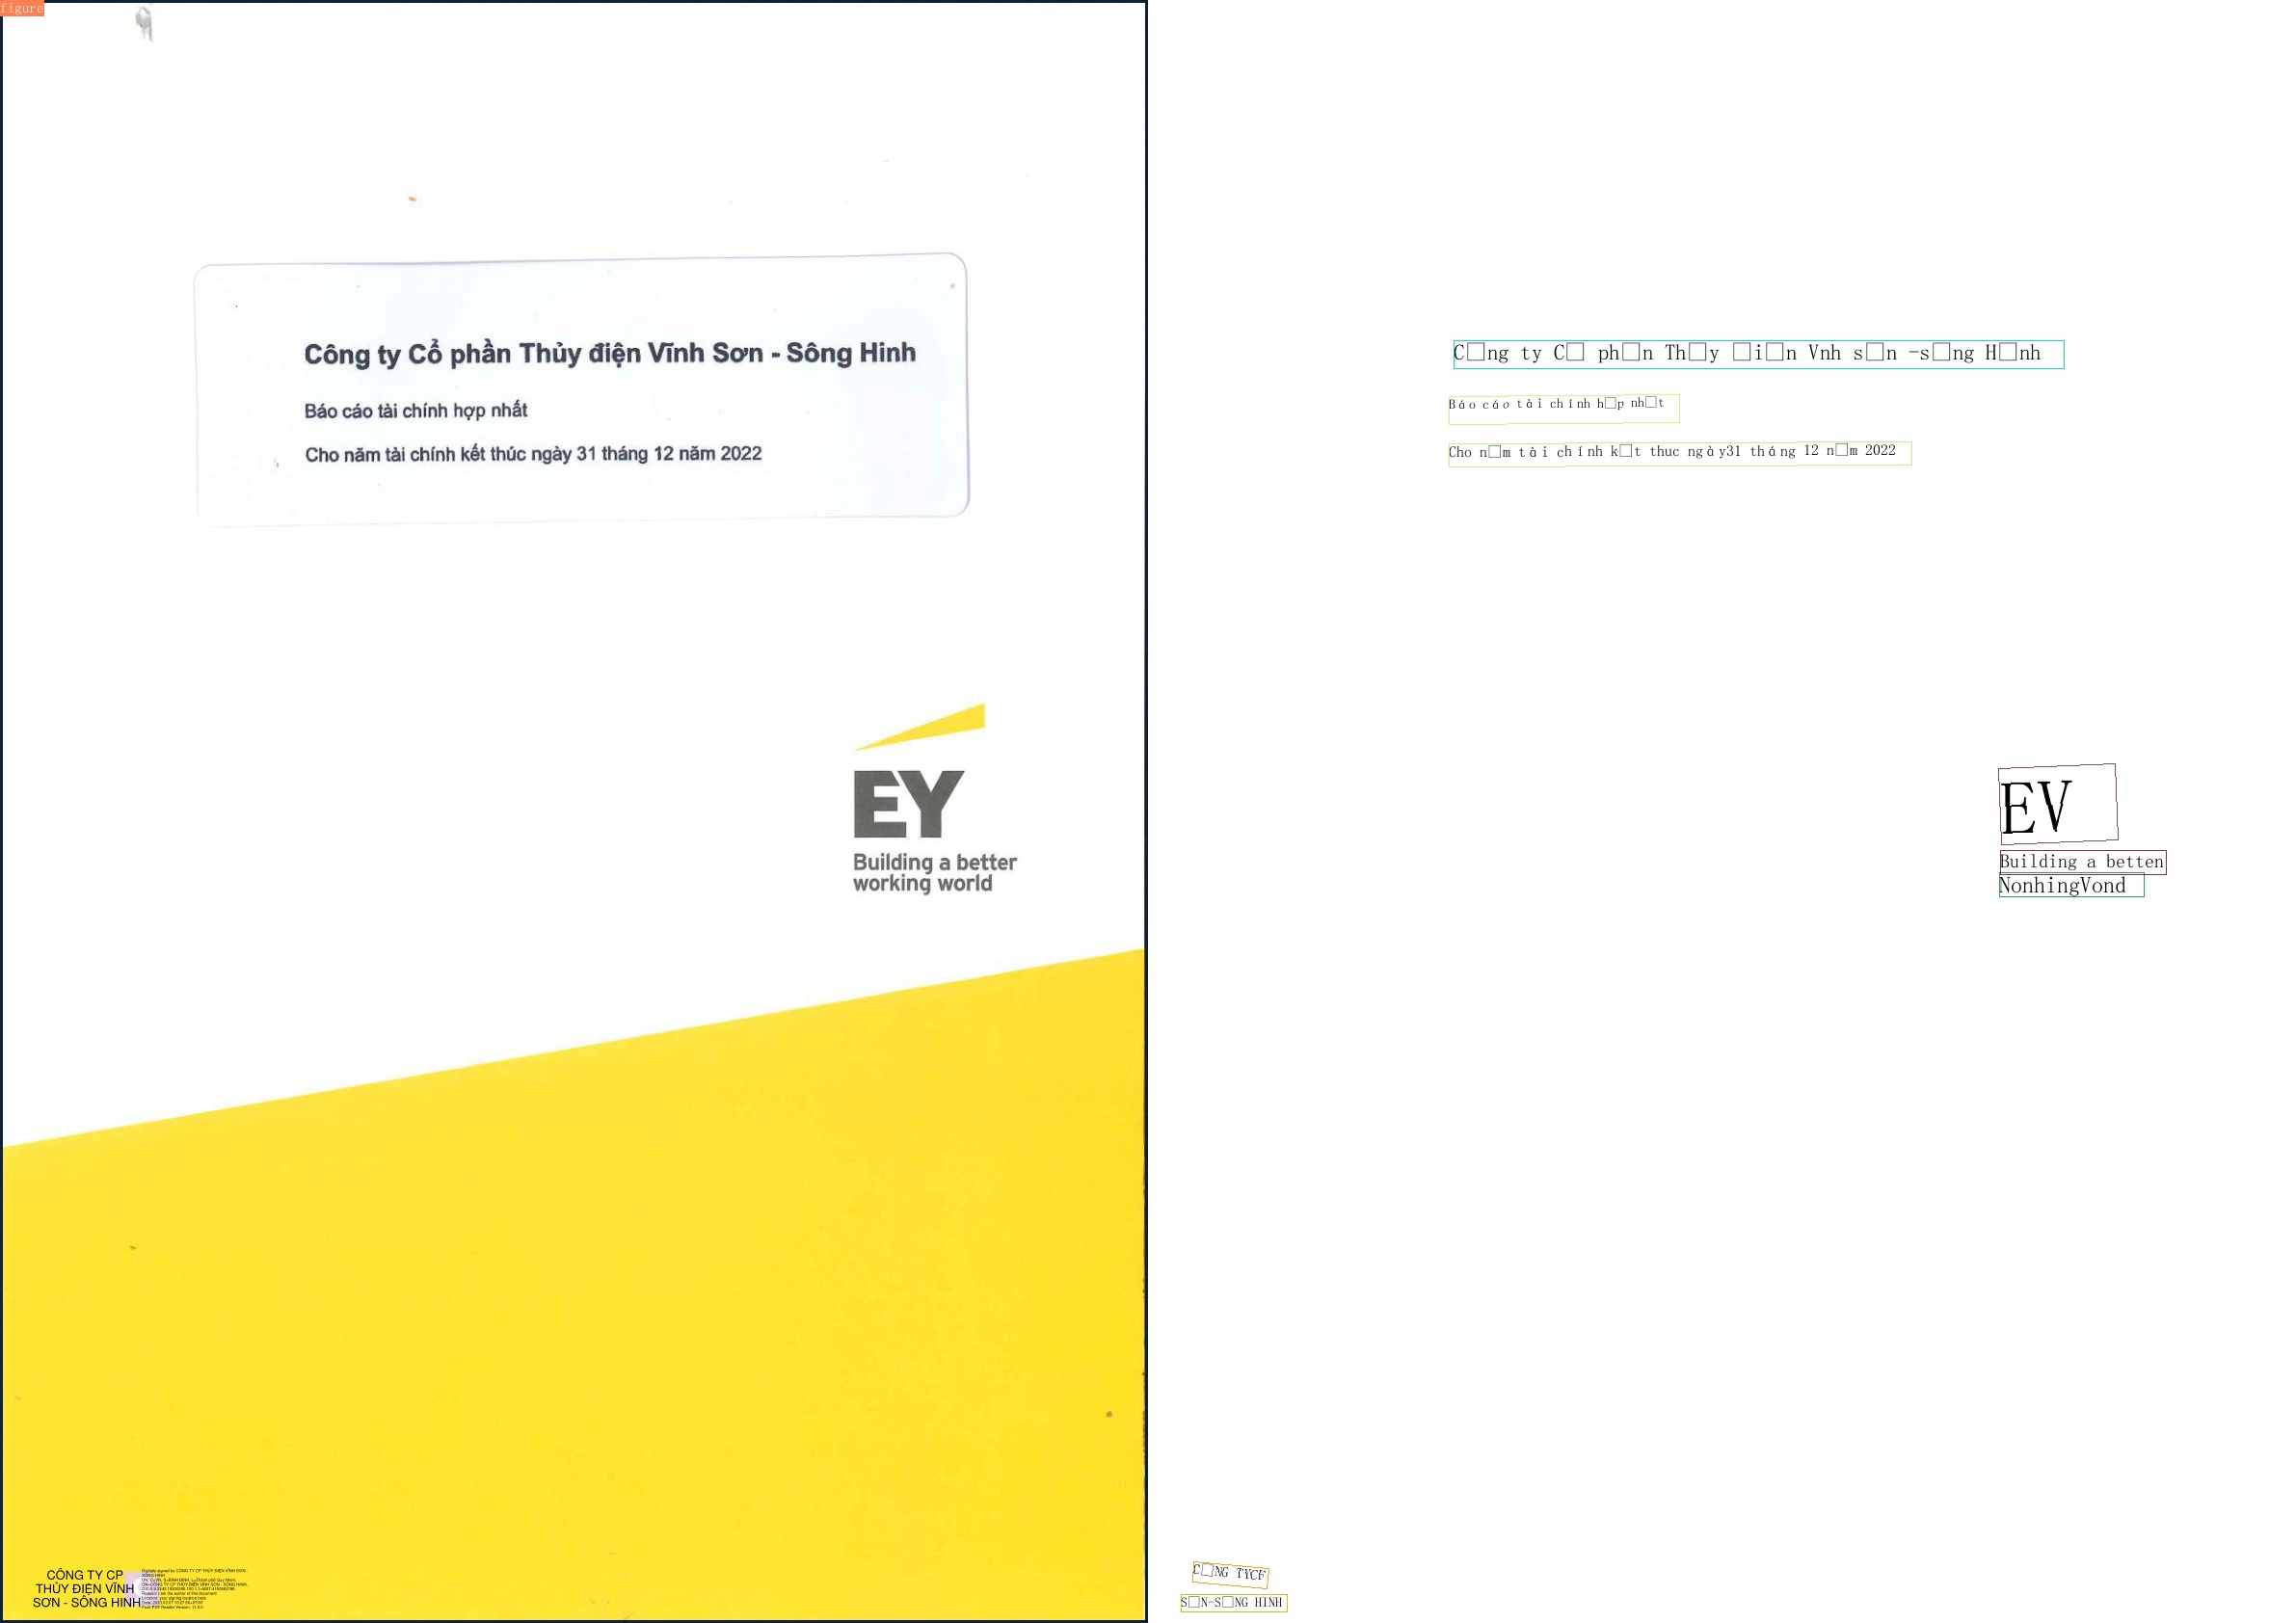 figure
Công ty Cổ phần Thủy điện Vĩnh Sơn - Sông Hinh
Báo cáo tài chính hợp nhất
Cho năm tài chính kết thúc ngày 31 tháng 12 năm 2022
EY
Building a better
working world
CÔNG TY CP
THỦY ĐIỆN VĨNH
SƠN - SÔNG HINH
C□ng ty C□ ph□n Th□y □i□n Vnh s□n -s□ng H□nh
Báo cáo tài chính h□p nh□t
Cho n□m tài chính k□t thuc ngày31 tháng 12 n□m 2022
EV
Building a betten
NonhingVond
C□NG TYCF
S□N-S□NG HINH